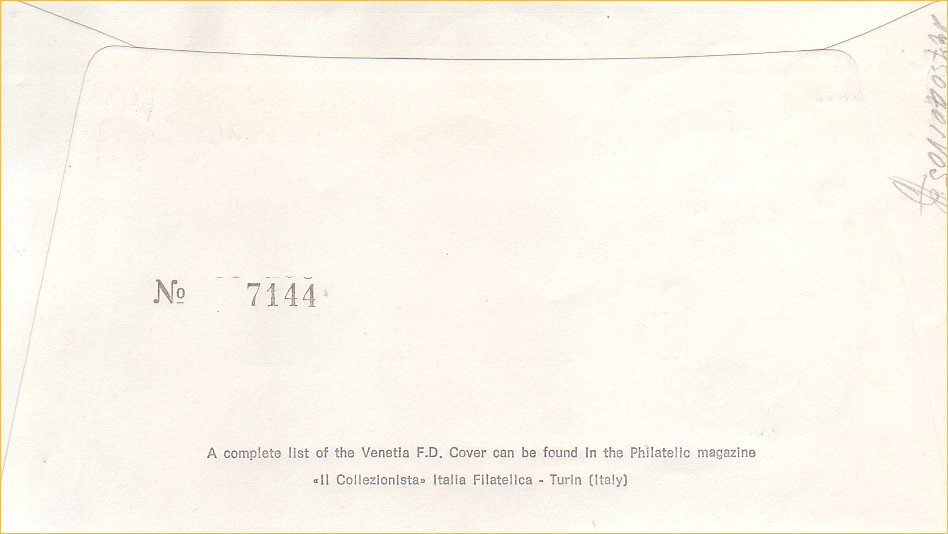 № 7144
A complete list of the Venetia F.D. Cover can be found in the Philatelic magazine
«Il Collezionista» Italia Filatelica - Turin (Italy)